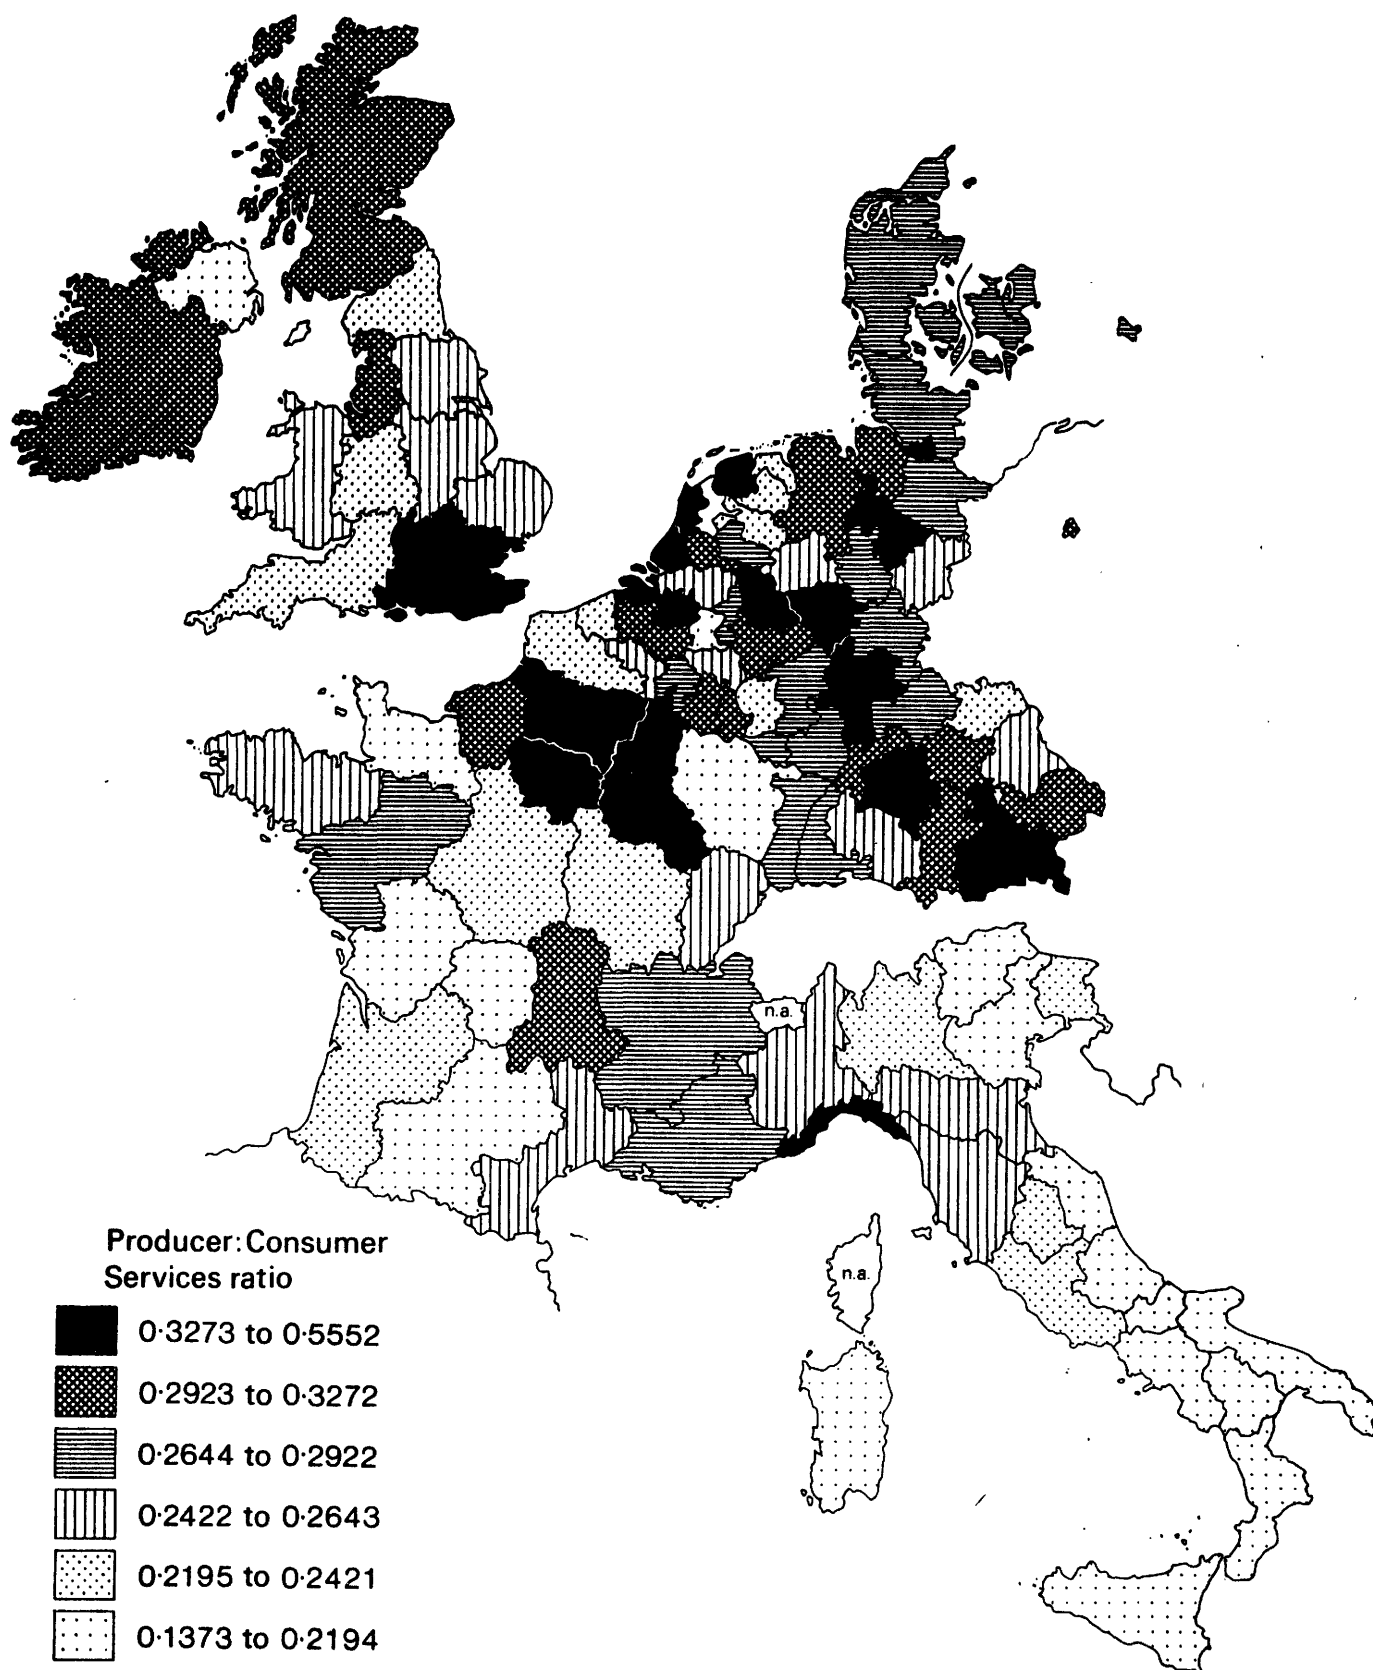 n.a.
n.a.
Producer:Consumer
Services ratio
0·3273 to 0·5552
0·2923 to 0·3272
0·2644 to 0·2922
0·2422 to 0·2643
0·2195 to 0·2421
0·1373 to 0·2194